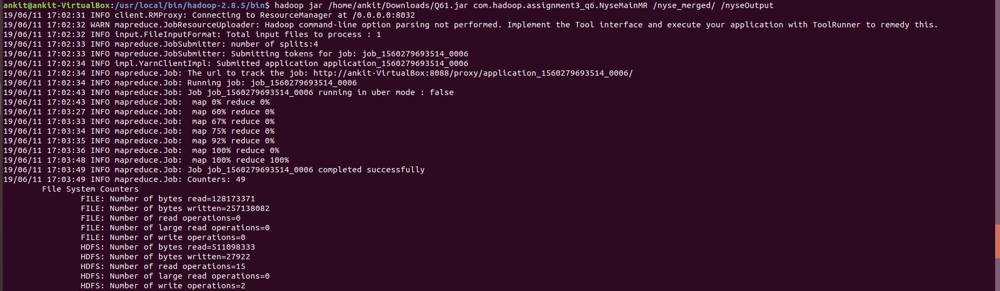 ankit@ankit-VirtualBox:/usr/local/bin/hadoop-2.8.5/bin$ hadoop jar /home/ankit/Downloads/Q61.jar com.hadoop.assignment3_q6.NyseMainMR /nyse_merged/ /nyseOutput
19/06/11 17:02:31 INFO client.RMProxy: Connecting to ResourceManager at /0.0.0.0:8032
19/06/11 17:02:32 WARN mapreduce.JobResourceUploader: Hadoop command-line option parsing not performed. Implement the Tool interface and execute your application with ToolRunner to remedy this.
19/06/11 17:02:32 INFO input.FileInputFormat: Total input files to process : 1
19/06/11 17:02:33 INFO mapreduce.JobSubmitter: number of splits:4
19/06/11 17:02:33 INFO mapreduce.JobSubmitter: Submitting tokens for job: job_1560279693514_0006
19/06/11 17:02:34 INFO impl.YarnClientImpl: Submitted application application_1560279693514_0006
19/06/11 17:02:34 INFO mapreduce.Job: The url to track the job: http://ankit-VirtualBox:8088/proxy/application_1560279693514_0006/
19/06/11 17:02:34 INFO mapreduce.Job: Running job: job_1560279693514_0006
19/06/11 17:02:43 INFO mapreduce.Job: Job job_1560279693514_0006 running in uber mode : false
19/06/11 17:02:43 INFO mapreduce.Job:  map 0% reduce 0%
19/06/11 17:03:27 INFO mapreduce.Job:  map 60% reduce 0%
19/06/11 17:03:33 INFO mapreduce.Job:  map 67% reduce 0%
19/06/11 17:03:34 INFO mapreduce.Job:  map 75% reduce 0%
19/06/11 17:03:35 INFO mapreduce.Job:  map 92% reduce 0%
19/06/11 17:03:36 INFO mapreduce.Job:  map 100% reduce 0%
19/06/11 17:03:48 INFO mapreduce.Job:  map 100% reduce 100%
19/06/11 17:03:49 INFO mapreduce.Job: Job job_1560279693514_0006 completed successfully
19/06/11 17:03:49 INFO mapreduce.Job: Counters: 49
File System Counters
FILE: Number of bytes read=128173371
FILE: Number of bytes written=257138082
FILE: Number of read operations=0
FILE: Number of large read operations=0
FILE: Number of write operations=0
HDFS: Number of bytes read=511098333
HDFS: Number of bytes written=27922
HDFS: Number of read operations=15
HDFS: Number of large read operations=0
HDFS: Number of write operations=2